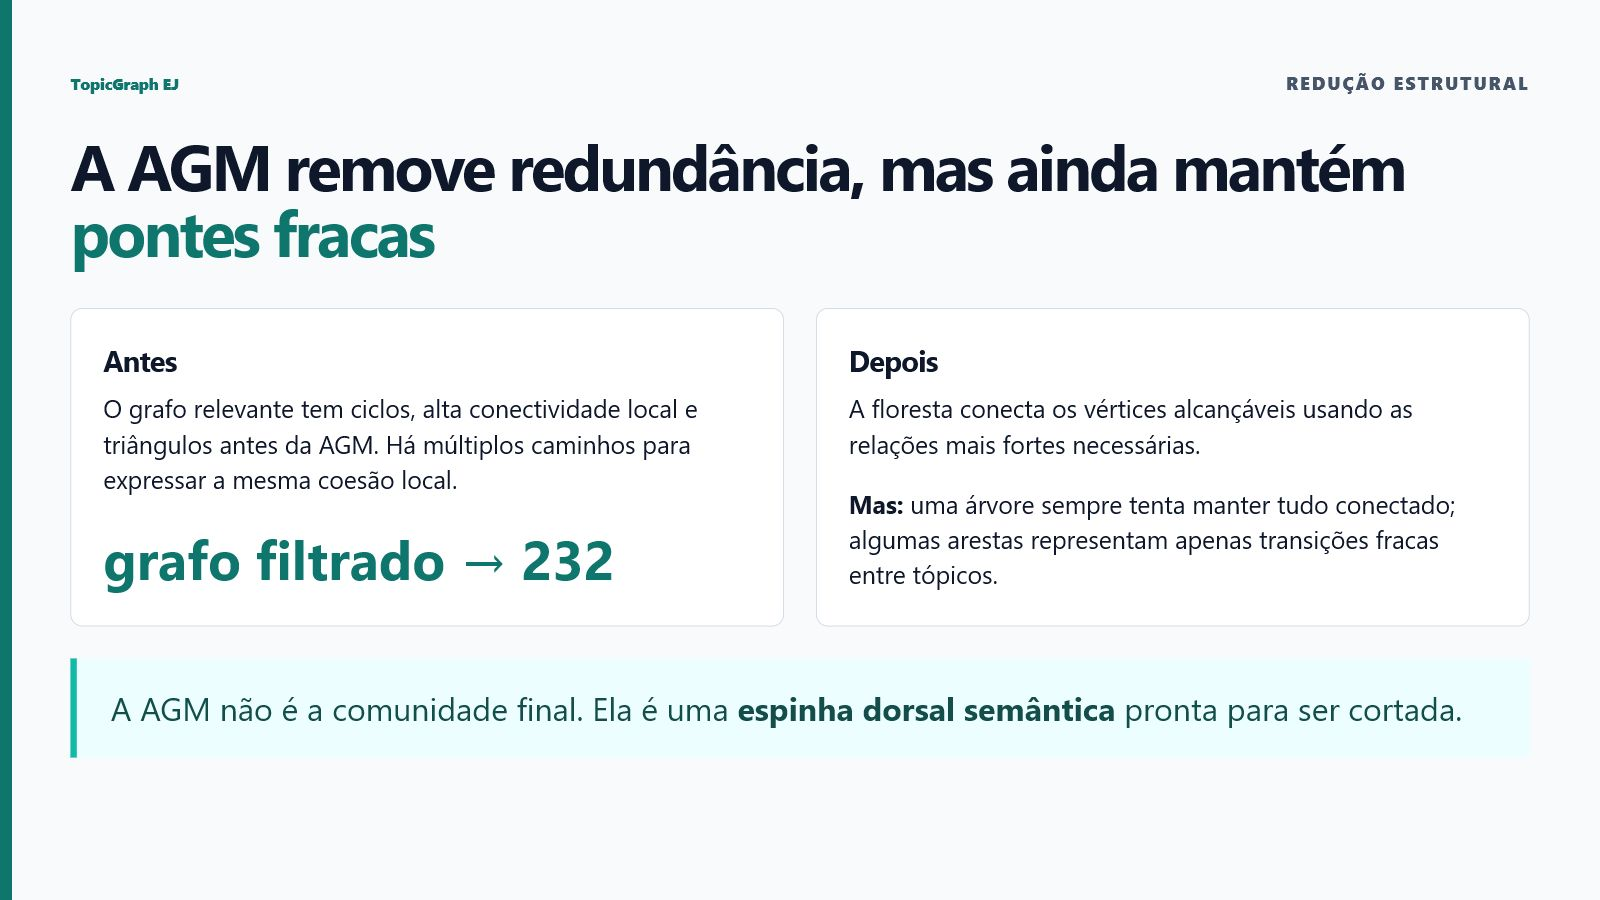 TopicGraph EJ
REDUÇÃO ESTRUTURAL
A AGM remove redundância, mas ainda mantém
pontes fracas
Antes
O grafo relevante tem ciclos, alta conectividade local e
triângulos antes da AGM. Há múltiplos caminhos para
expressar a mesma coesão local.
grafo filtrado → 232
Depois
A floresta conecta os vértices alcançáveis usando as
relações mais fortes necessárias.
Mas: uma árvore sempre tenta manter tudo conectado;
algumas arestas representam apenas transições fracas
entre tópicos.
A AGM não é a comunidade final. Ela é uma espinha dorsal semântica pronta para ser cortada.